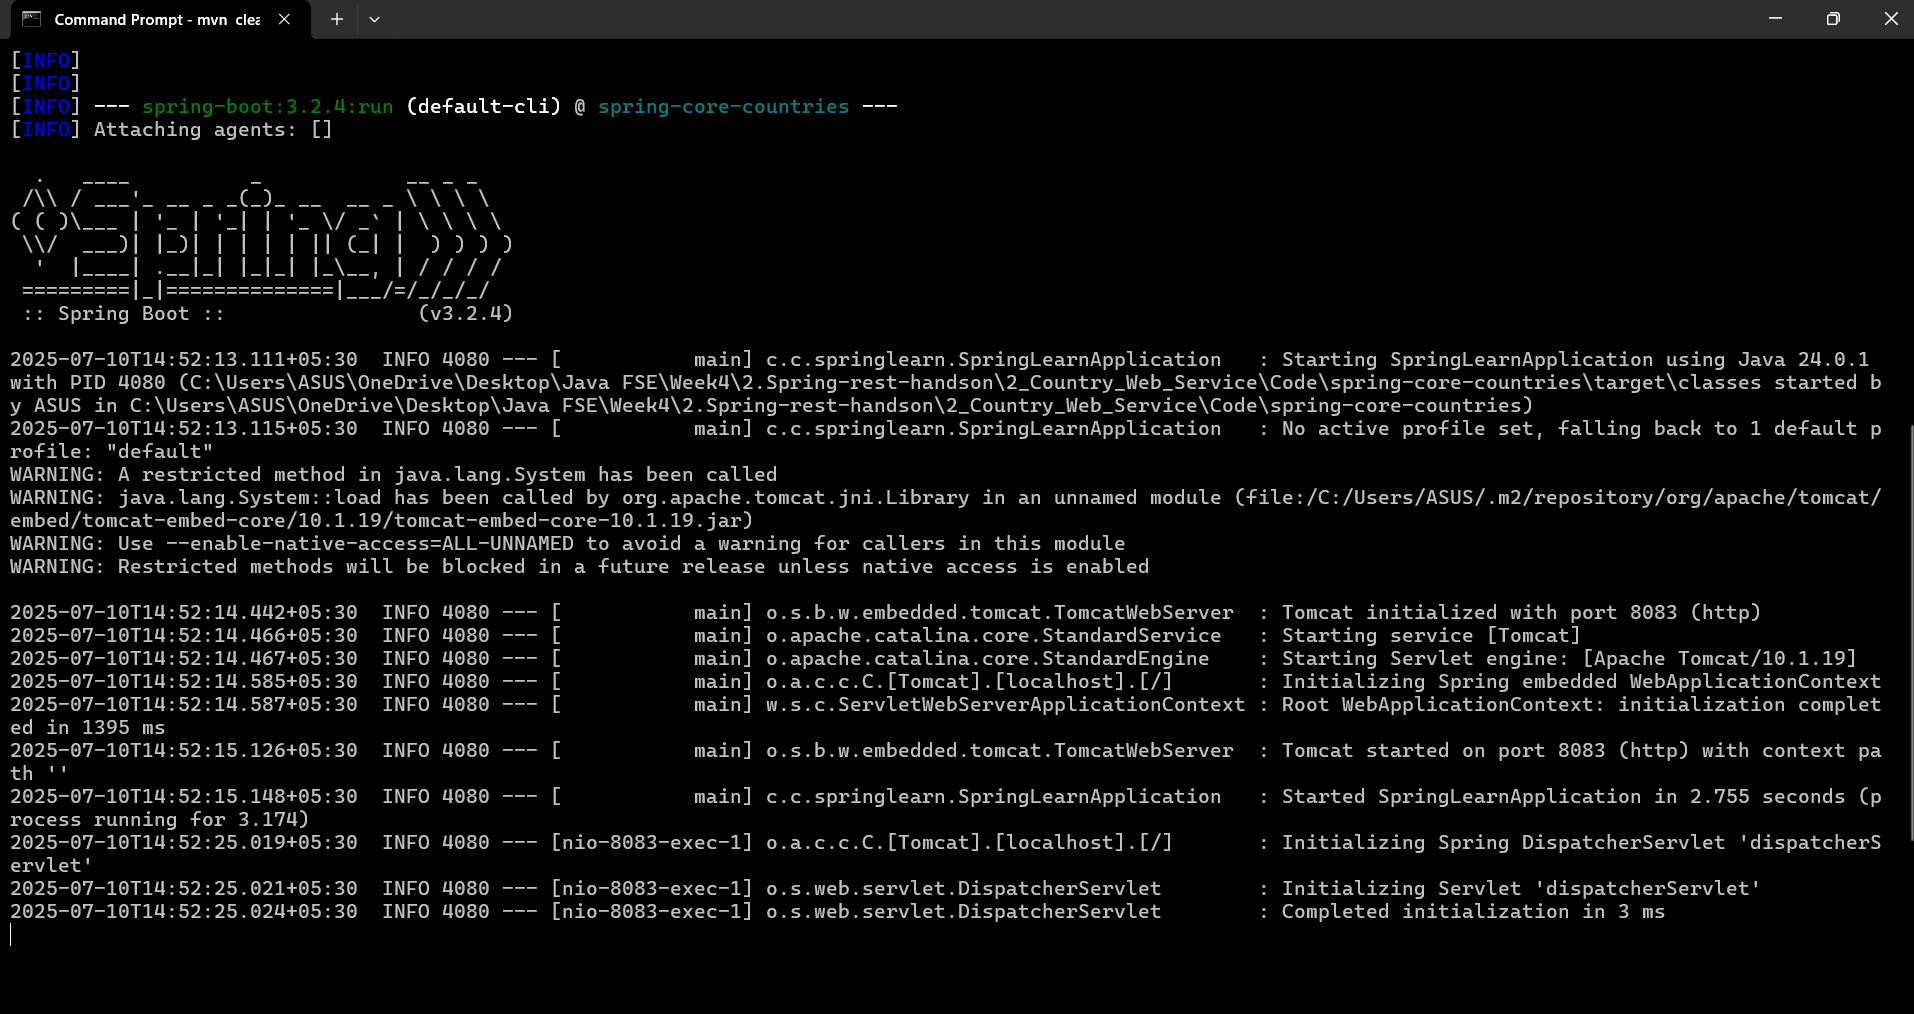 Command Prompt - mvn clea
[INFO]
[INFO]
[INFO] --- spring-boot:3.2.4:run (default-cli) @ spring-core-countries ---
[INFO] Attaching agents: []
  .   ____          _            __ _ _
 /\\ / ___'_ __ _ _(_)_ __  __ _ \ \ \ \
( ( )\___ | '_ | '_| | '_ \/ _` | \ \ \ \
 \\/  ___)| |_)| | | | | || (_| |  ) ) ) )
  '  |____| .__|_| |_|_| |_\__, | / / / /
 =========|_|==============|___/=/_/_/_/
 :: Spring Boot ::                (v3.2.4)
2025-07-10T14:52:13.111+05:30  INFO 4080 --- [           main] c.c.springlearn.SpringLearnApplication   : Starting SpringLearnApplication using Java 24.0.1
with PID 4080 (C:\Users\ASUS\OneDrive\Desktop\Java FSE\Week4\2.Spring-rest-handson\2_Country_Web_Service\Code\spring-core-countries\target\classes started b
y ASUS in C:\Users\ASUS\OneDrive\Desktop\Java FSE\Week4\2.Spring-rest-handson\2_Country_Web_Service\Code\spring-core-countries)
2025-07-10T14:52:13.115+05:30  INFO 4080 --- [           main] c.c.springlearn.SpringLearnApplication   : No active profile set, falling back to 1 default p
rofile: "default"
WARNING: A restricted method in java.lang.System has been called
WARNING: java.lang.System::load has been called by org.apache.tomcat.jni.Library in an unnamed module (file:/C:/Users/ASUS/.m2/repository/org/apache/tomcat/
embed/tomcat-embed-core/10.1.19/tomcat-embed-core-10.1.19.jar)
WARNING: Use --enable-native-access=ALL-UNNAMED to avoid a warning for callers in this module
WARNING: Restricted methods will be blocked in a future release unless native access is enabled
2025-07-10T14:52:14.442+05:30  INFO 4080 --- [           main] o.s.b.w.embedded.tomcat.TomcatWebServer  : Tomcat initialized with port 8083 (http)
2025-07-10T14:52:14.466+05:30  INFO 4080 --- [           main] o.apache.catalina.core.StandardService   : Starting service [Tomcat]
2025-07-10T14:52:14.467+05:30  INFO 4080 --- [           main] o.apache.catalina.core.StandardEngine    : Starting Servlet engine: [Apache Tomcat/10.1.19]
2025-07-10T14:52:14.585+05:30  INFO 4080 --- [           main] o.a.c.c.C.[Tomcat].[localhost].[/]       : Initializing Spring embedded WebApplicationContext
2025-07-10T14:52:14.587+05:30  INFO 4080 --- [           main] w.s.c.ServletWebServerApplicationContext : Root WebApplicationContext: initialization complet
ed in 1395 ms
2025-07-10T14:52:15.126+05:30  INFO 4080 --- [           main] o.s.b.w.embedded.tomcat.TomcatWebServer  : Tomcat started on port 8083 (http) with context pa
th ''
2025-07-10T14:52:15.148+05:30  INFO 4080 --- [           main] c.c.springlearn.SpringLearnApplication   : Started SpringLearnApplication in 2.755 seconds (p
rocess running for 3.174)
2025-07-10T14:52:25.019+05:30  INFO 4080 --- [nio-8083-exec-1] o.a.c.c.C.[Tomcat].[localhost].[/]       : Initializing Spring DispatcherServlet 'dispatcherS
ervlet'
2025-07-10T14:52:25.021+05:30  INFO 4080 --- [nio-8083-exec-1] o.s.web.servlet.DispatcherServlet        : Initializing Servlet 'dispatcherServlet'
2025-07-10T14:52:25.024+05:30  INFO 4080 --- [nio-8083-exec-1] o.s.web.servlet.DispatcherServlet        : Completed initialization in 3 ms